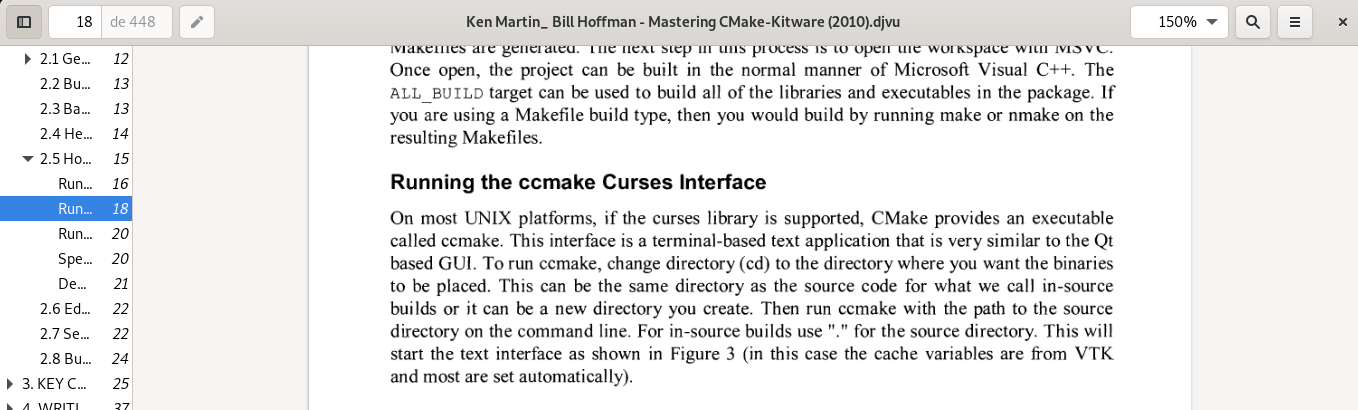 18 de 448
Ken Martin_ Bill Hoffman - Mastering CMake-Kitware (2010).djvu
150%
2.1 Ge... 12
2.2 Bu... 13
2.3 Ba... 13
2.4 He... 14
2.5 Ho... 15
Run... 16
Run... 18
Run... 20
Spe... 20
De... 21
2.6 Ed... 22
2.7 Se... 22
2.8 Bu... 24
3. KEY C... 25
4. WRITI... 37
Makefiles are generated. The next step in this process is to open the workspace with MSVC.
Once open, the project can be built in the normal manner of Microsoft Visual C++. The
ALL_BUILD target can be used to build all of the libraries and executables in the package. If
you are using a Makefile build type, then you would build by running make or nmake on the
resulting Makefiles.
Running the ccmake Curses Interface
On most UNIX platforms, if the curses library is supported, CMake provides an executable
called ccmake. This interface is a terminal-based text application that is very similar to the Qt
based GUI. To run ccmake, change directory (cd) to the directory where you want the binaries
to be placed. This can be the same directory as the source code for what we call in-source
builds or it can be a new directory you create. Then run ccmake with the path to the source
directory on the command line. For in-source builds use "." for the source directory. This will
start the text interface as shown in Figure 3 (in this case the cache variables are from VTK
and most are set automatically).